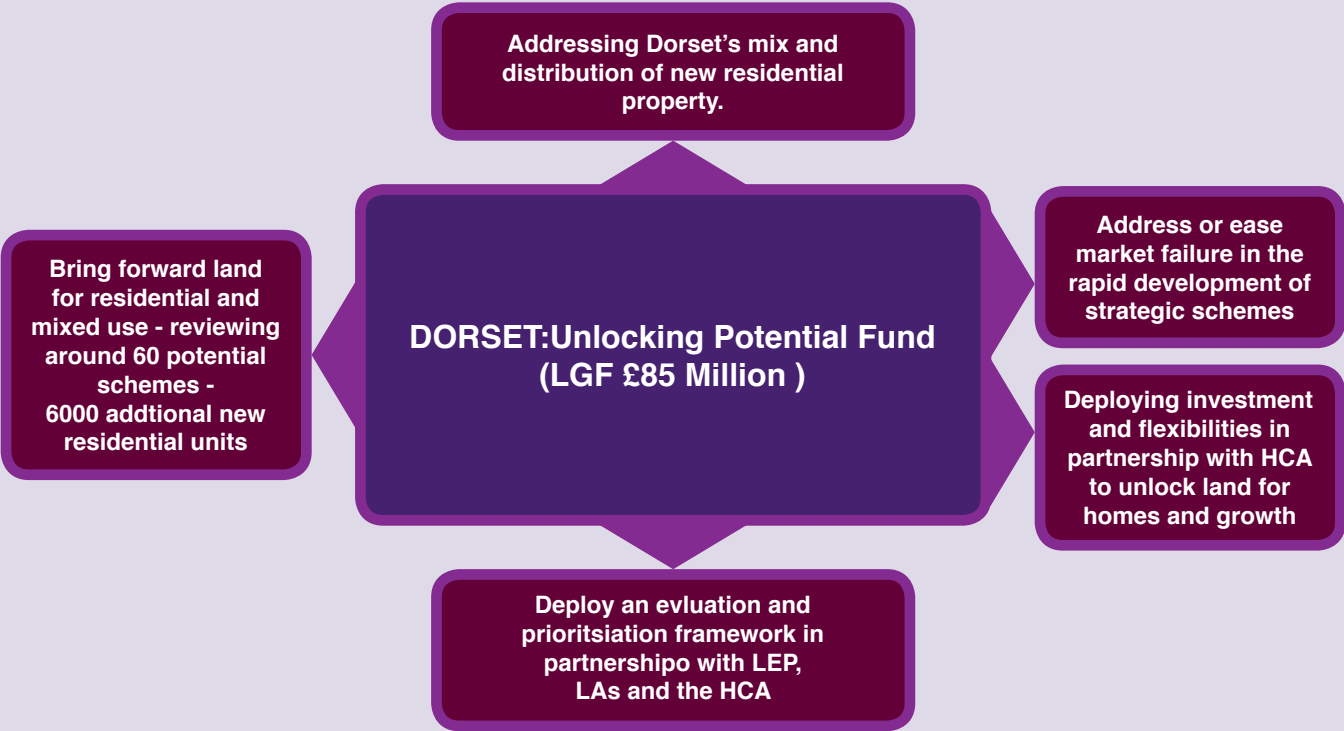 Addressing Dorset’s mix and
distribution of new residential
property.
Bring forward land
for residential and
mixed use - reviewing
around 60 potential
schemes -
6000 addtional new
residential units
DORSET:Unlocking Potential Fund
(LGF £85 Million )
Address or ease
market failure in the
rapid development of
strategic schemes
Deploying investment
and flexibilities in
partnership with HCA
to unlock land for
homes and growth
Deploy an evluation and
prioritsiation framework in
partnershipo with LEP,
LAs and the HCA